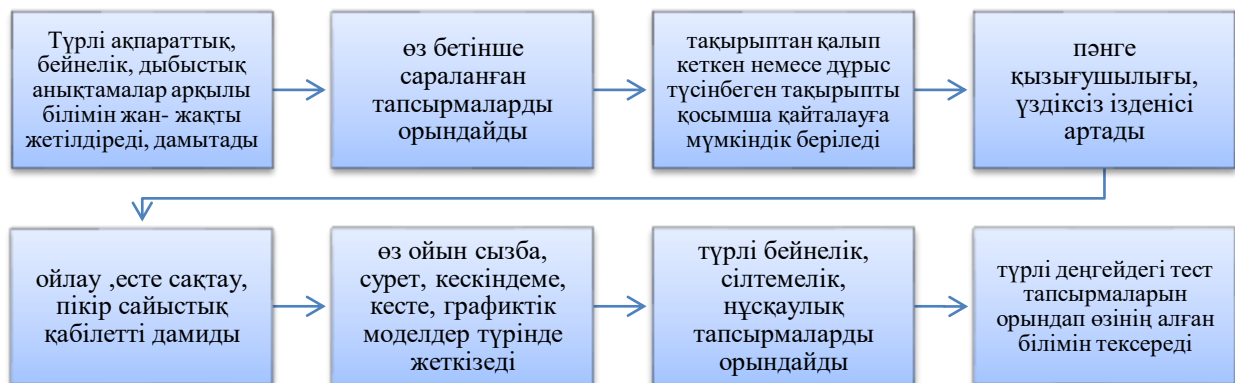 Түрлі ақпараттық,
бейнелік, дыбыстық
анықтамалар арқылы
білімін жан- жақты
жетілдіреді, дамытады
өз бетінше
сараланған
тапсырмаларды
орындайды
тақырыптан қалып
кеткен немесе дұрыс
түсінбеген тақырыпты
қосымша қайталауға
мүмкіндік беріледі
пәнге
қызығушылығы,
үздіксіз ізденісі
артады
ойлау ,есте сақтау,
пікір сайыстық
қабілетті дамиды
өз ойын сызба,
сурет, кескіндеме,
кесте, графиктік
моделдер түрінде
жеткізеді
түрлі бейнелік,
сілтемелік,
нұсқаулық
тапсырмаларды
орындайды
түрлі деңгейдегі тест
тапсырмаларын
орындап өзінің алған
білімін тексереді